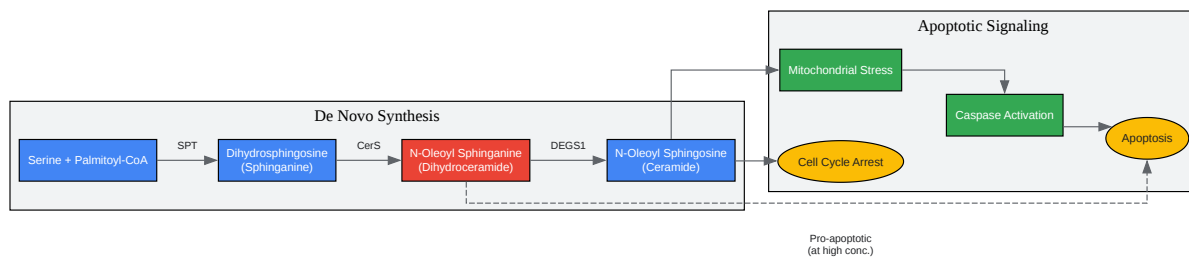 Apoptotic Signaling
Mitochondrial Stress
Caspase Activation
Apoptosis
Cell Cycle Arrest
De Novo Synthesis
Serine + Palmitoyl-CoA
SPT
Dihydrosphingosine
(Sphinganine)
CerS
N-Oleoyl Sphinganine
(Dihydroceramide)
DEGS1
N-Oleoyl Sphingosine
(Ceramide)
Pro-apoptotic
(at high conc.)